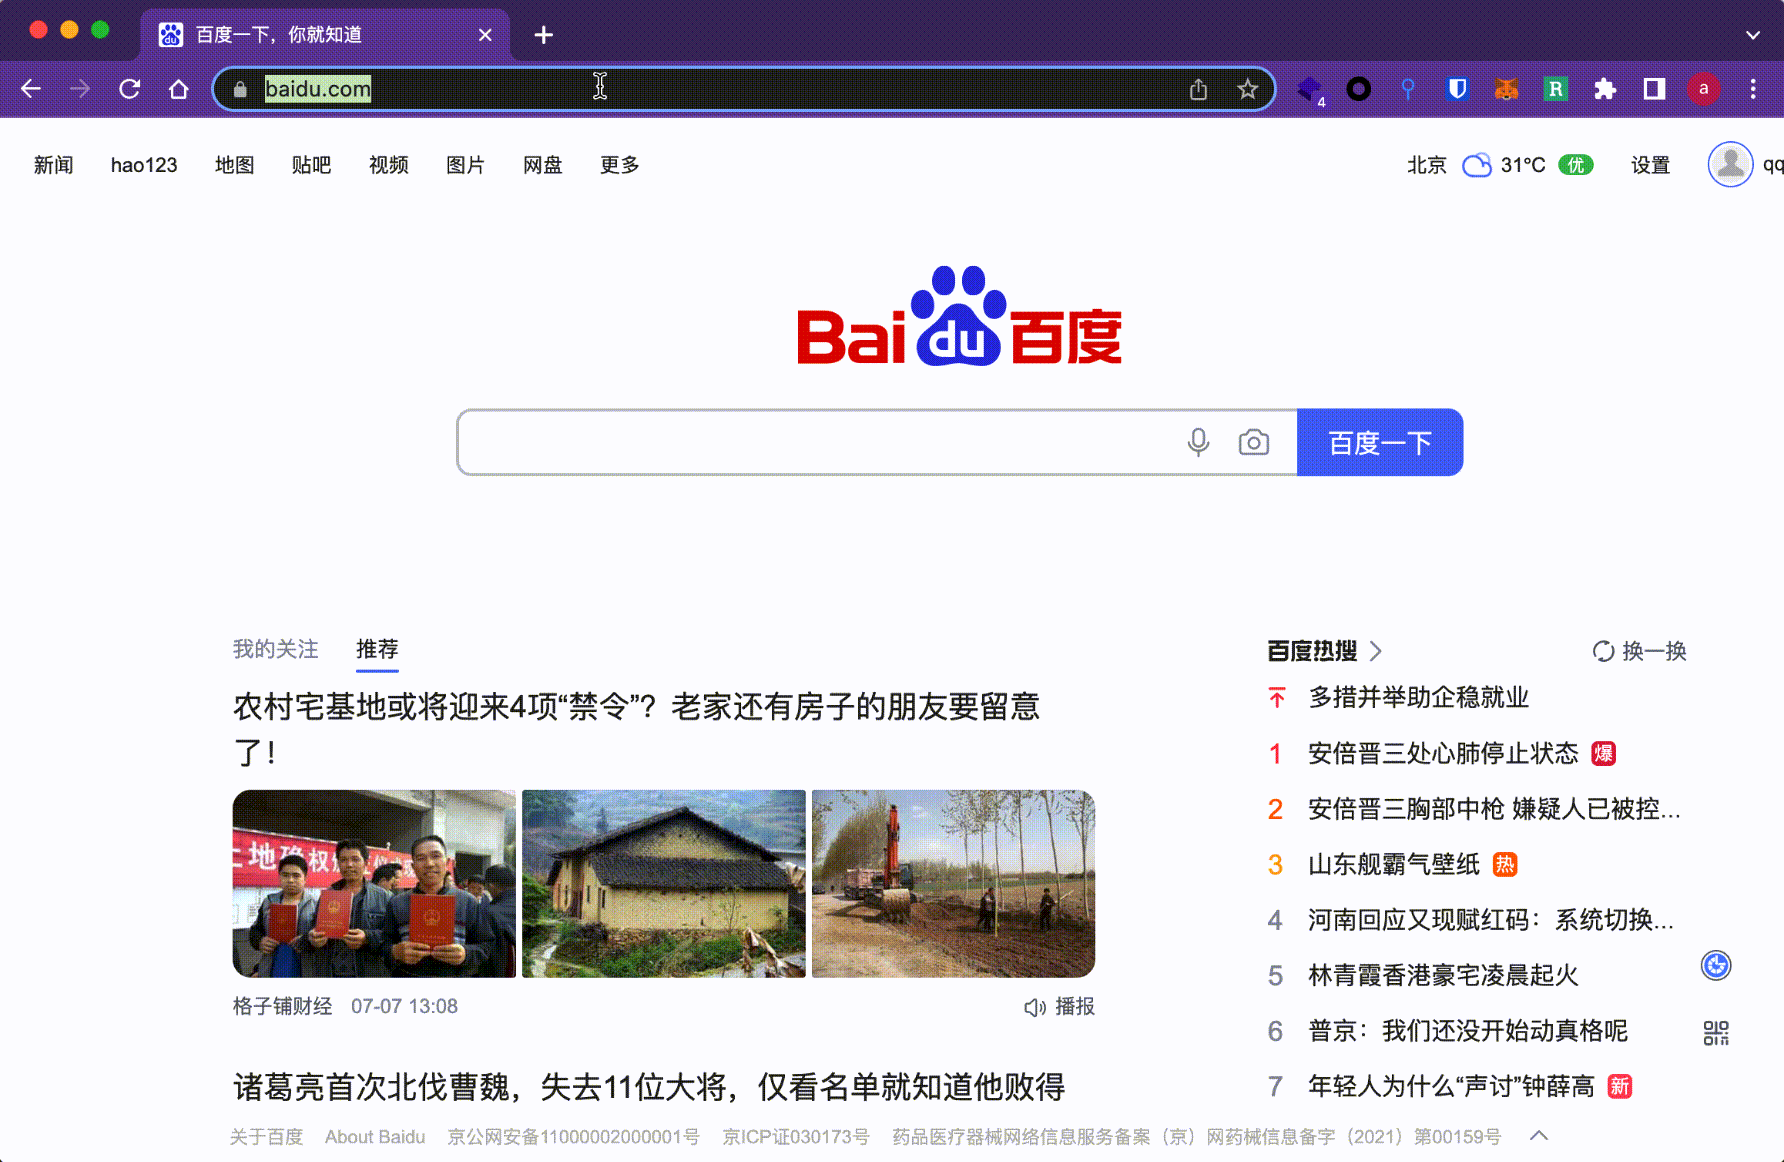 百度一下，你就知道
baidu.com
4
R
a
新闻 hao123 地图 贴吧 视频 图片 网盘 更多
北京 31°C 优 设置 qq
Bai du 百度
百度一下
我的关注 推荐
农村宅基地或将迎来4项“禁令”？老家还有房子的朋友要留意
了！
格子铺财经 07-07 13:08 播报
诸葛亮首次北伐曹魏，失去11位大将，仅看名单就知道他败得
百度热搜 换一换
多措并举助企稳就业
1 安倍晋三处心肺停止状态 爆
2 安倍晋三胸部中枪 嫌疑人已被控...
3 山东舰霸气壁纸 热
4 河南回应又现赋红码：系统切换...
5 林青霞香港豪宅凌晨起火
6 普京：我们还没开始动真格呢
7 年轻人为什么“声讨”钟薛高 新
关于百度 About Baidu 京公网安备11000002000001号 京ICP证030173号 药品医疗器械网络信息服务备案（京）网药械信息备字（2021）第00159号